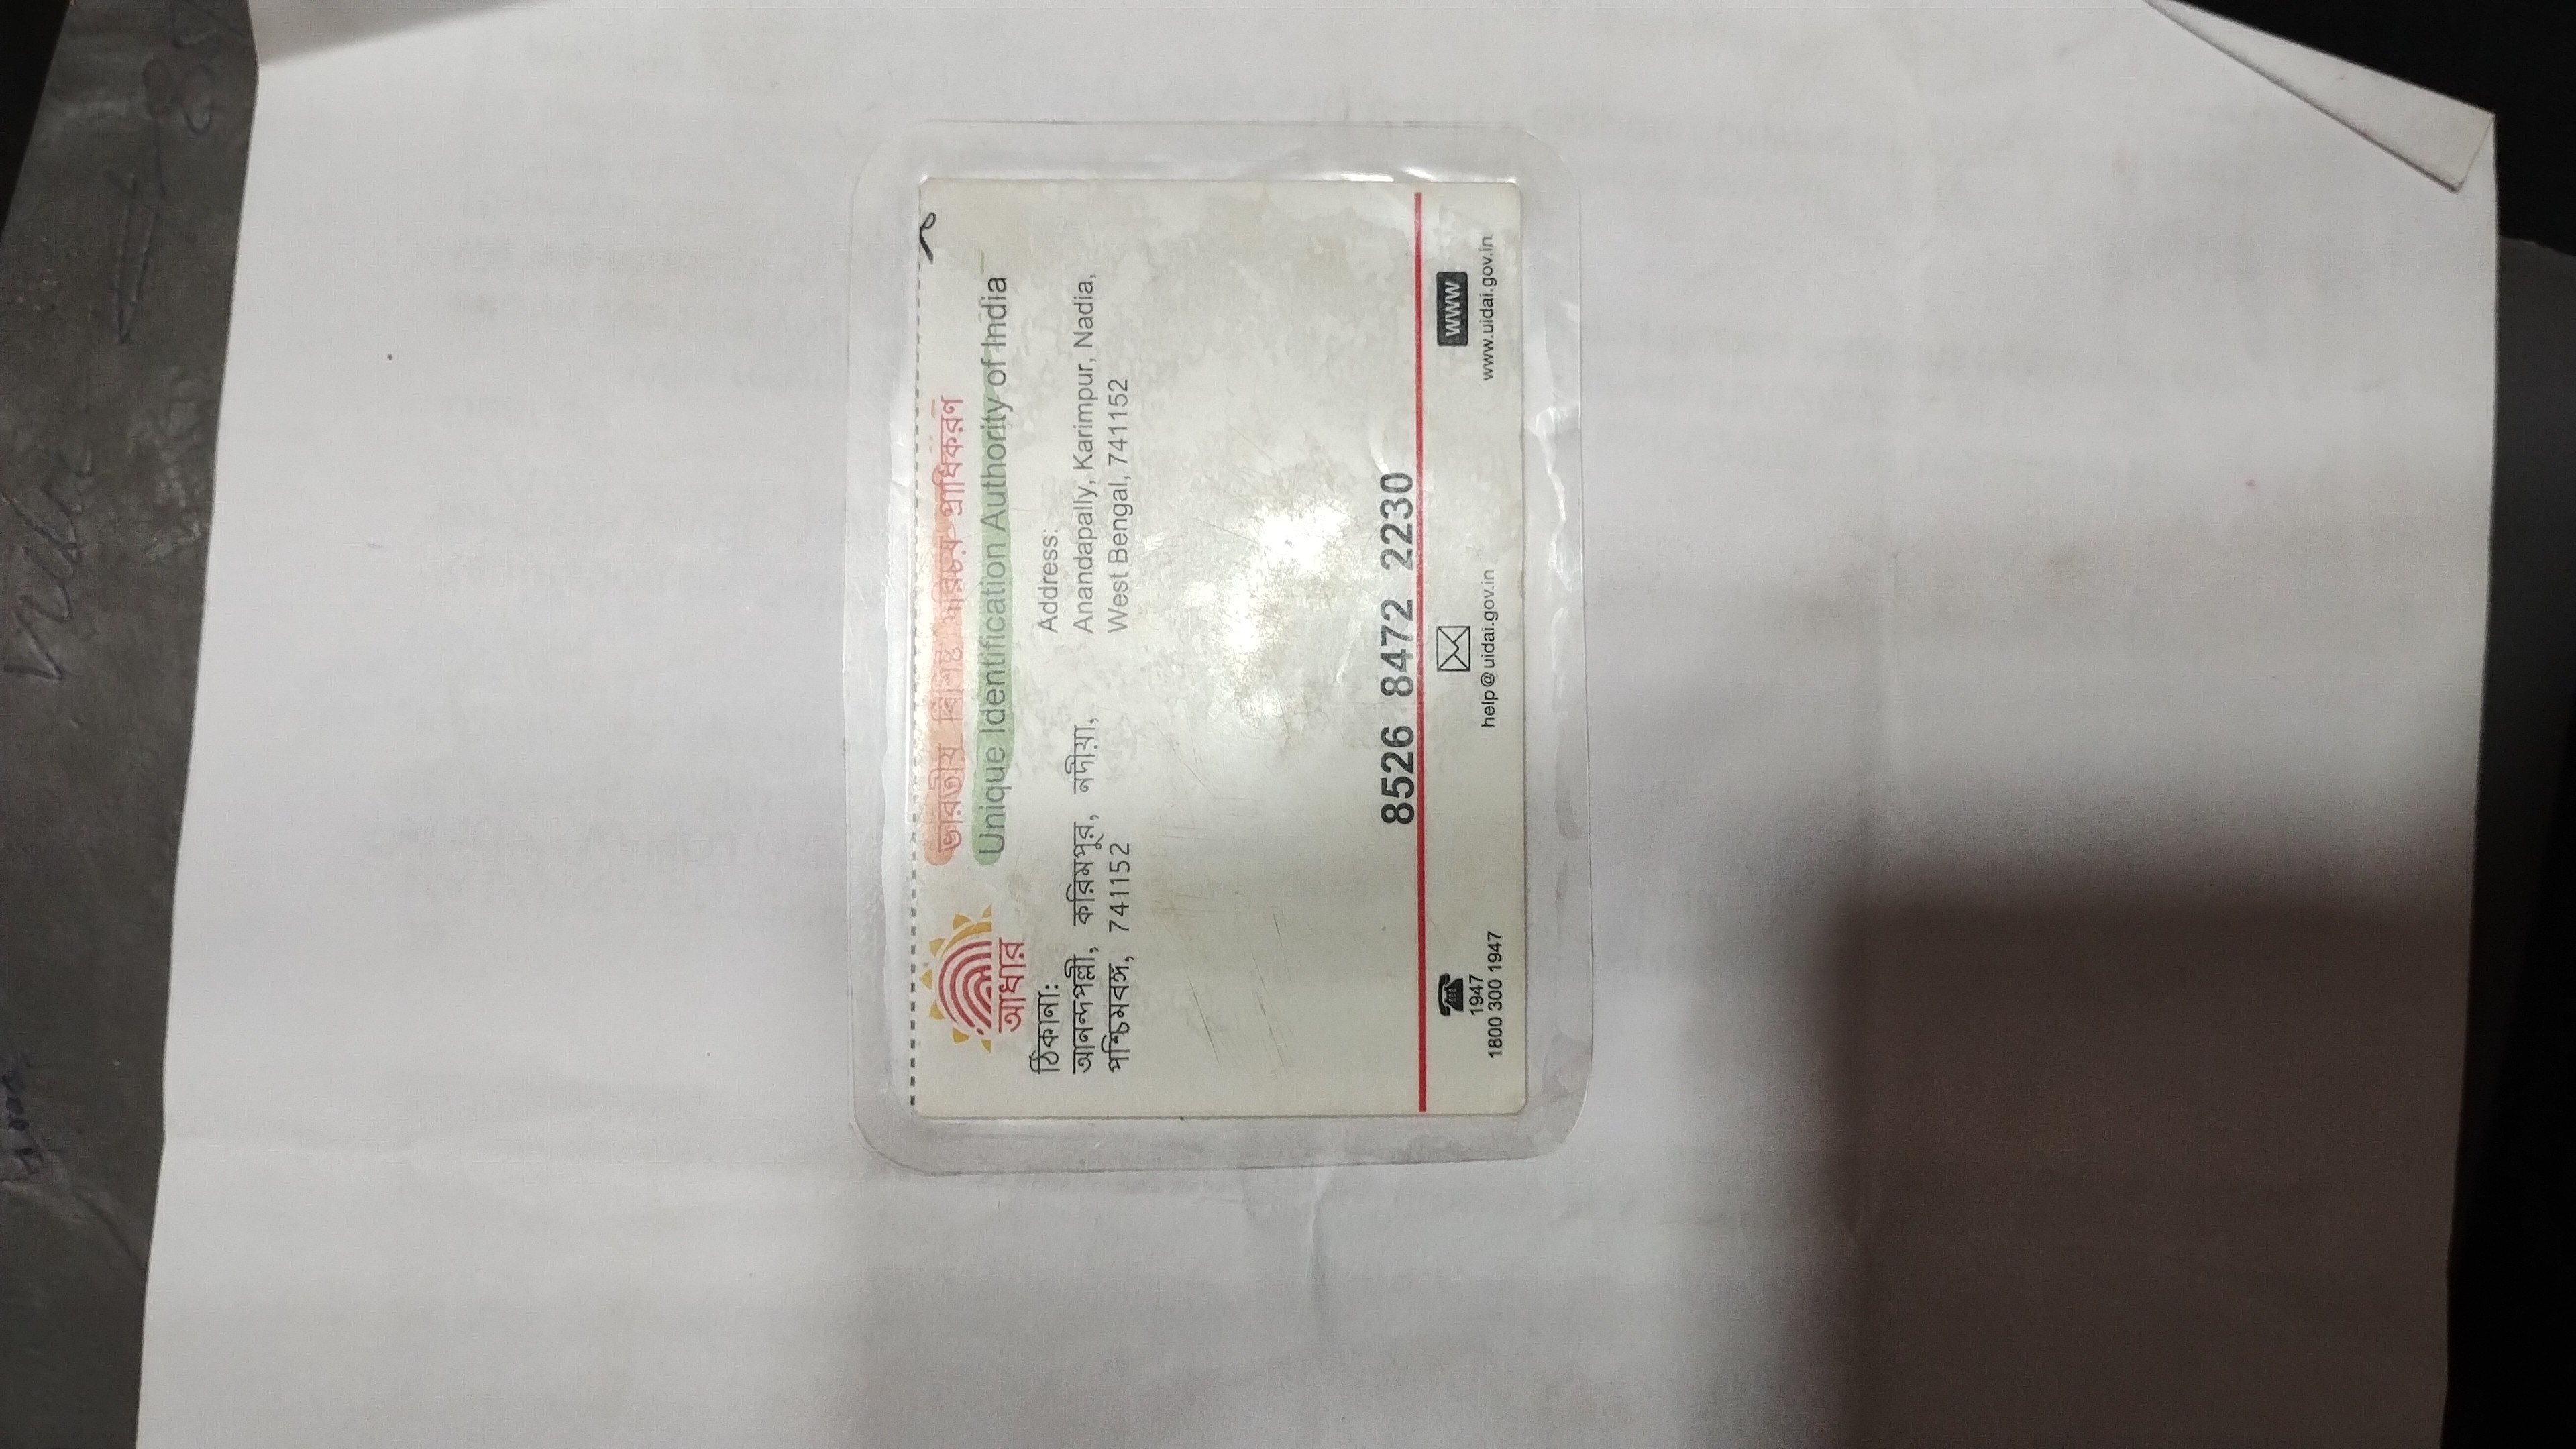 ভারতীয় বিশিষ্ট পরিচয় প্রাধিকরণ
Unique Identification Authority of India
আধার
ঠিকানা:
আনন্দপল্লী, করিমপুর, নদীয়া,
পশ্চিমবঙ্গ, 741152
Address:
Anandapally, Karimpur, Nadia,
West Bengal, 741152
8526 8472 2230
1947
1800 300 1947
help@uidai.gov.in
www
www.uidai.gov.in